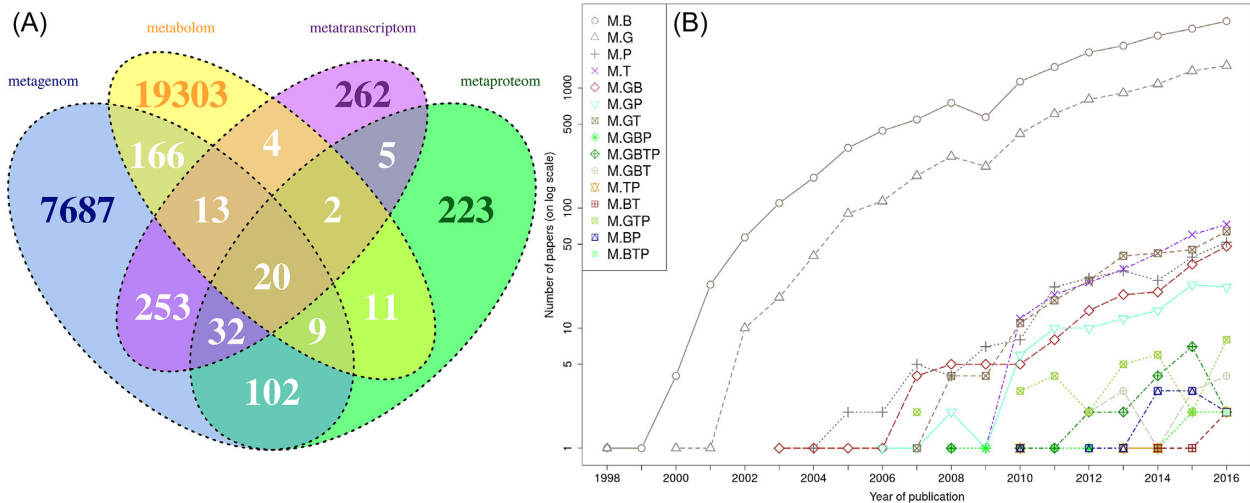 (A)
metabolom
metatranscriptom
metagenom
metaproteom
19303
262
166
4
5
7687
13
2
223
20
253
32
9
11
102
(B)
M.B
M.G
M.P
M.T
M.GB
M.GP
M.GT
M.GBP
M.GBTP
M.GBT
M.TP
M.BT
M.GTP
M.BP
M.BTP
Number of papers (on log scale)
1000
500
100
50
10
5
1
1998 2000 2002 2004 2006 2008 2010 2012 2014 2016
Year of publication